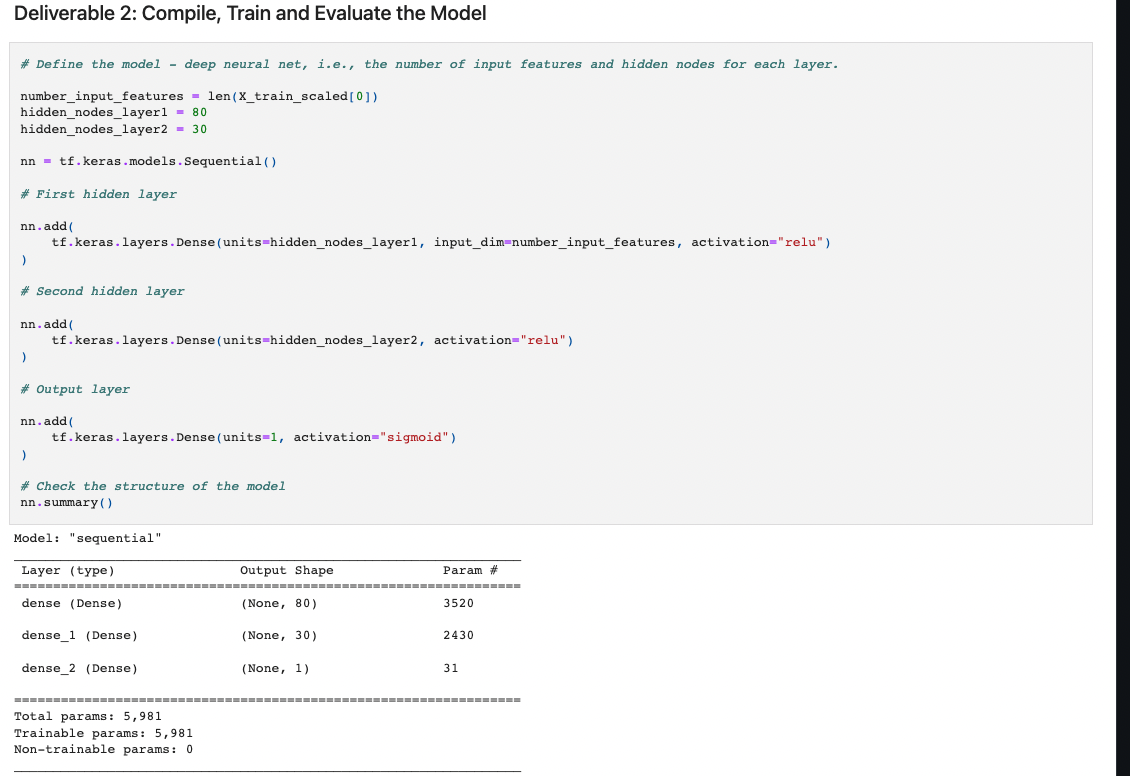 Deliverable 2: Compile, Train and Evaluate the Model
# Define the model - deep neural net, i.e., the number of input features and hidden nodes for each layer.
number_input_features = len(X_train_scaled[0])
hidden_nodes_layer1 = 80
hidden_nodes_layer2 = 30
nn = tf.keras.models.Sequential()
# First hidden layer
nn.add(
    tf.keras.layers.Dense(units=hidden_nodes_layer1, input_dim=number_input_features, activation="relu")
)
# Second hidden layer
nn.add(
    tf.keras.layers.Dense(units=hidden_nodes_layer2, activation="relu")
)
# Output layer
nn.add(
    tf.keras.layers.Dense(units=1, activation="sigmoid")
)
# Check the structure of the model
nn.summary()
Model: "sequential"
_________________________________________________________________
Layer (type) Output Shape Param #
=================================================================
dense (Dense) (None, 80) 3520
dense_1 (Dense) (None, 30) 2430
dense_2 (Dense) (None, 1) 31
=================================================================
Total params: 5,981
Trainable params: 5,981
Non-trainable params: 0
_________________________________________________________________